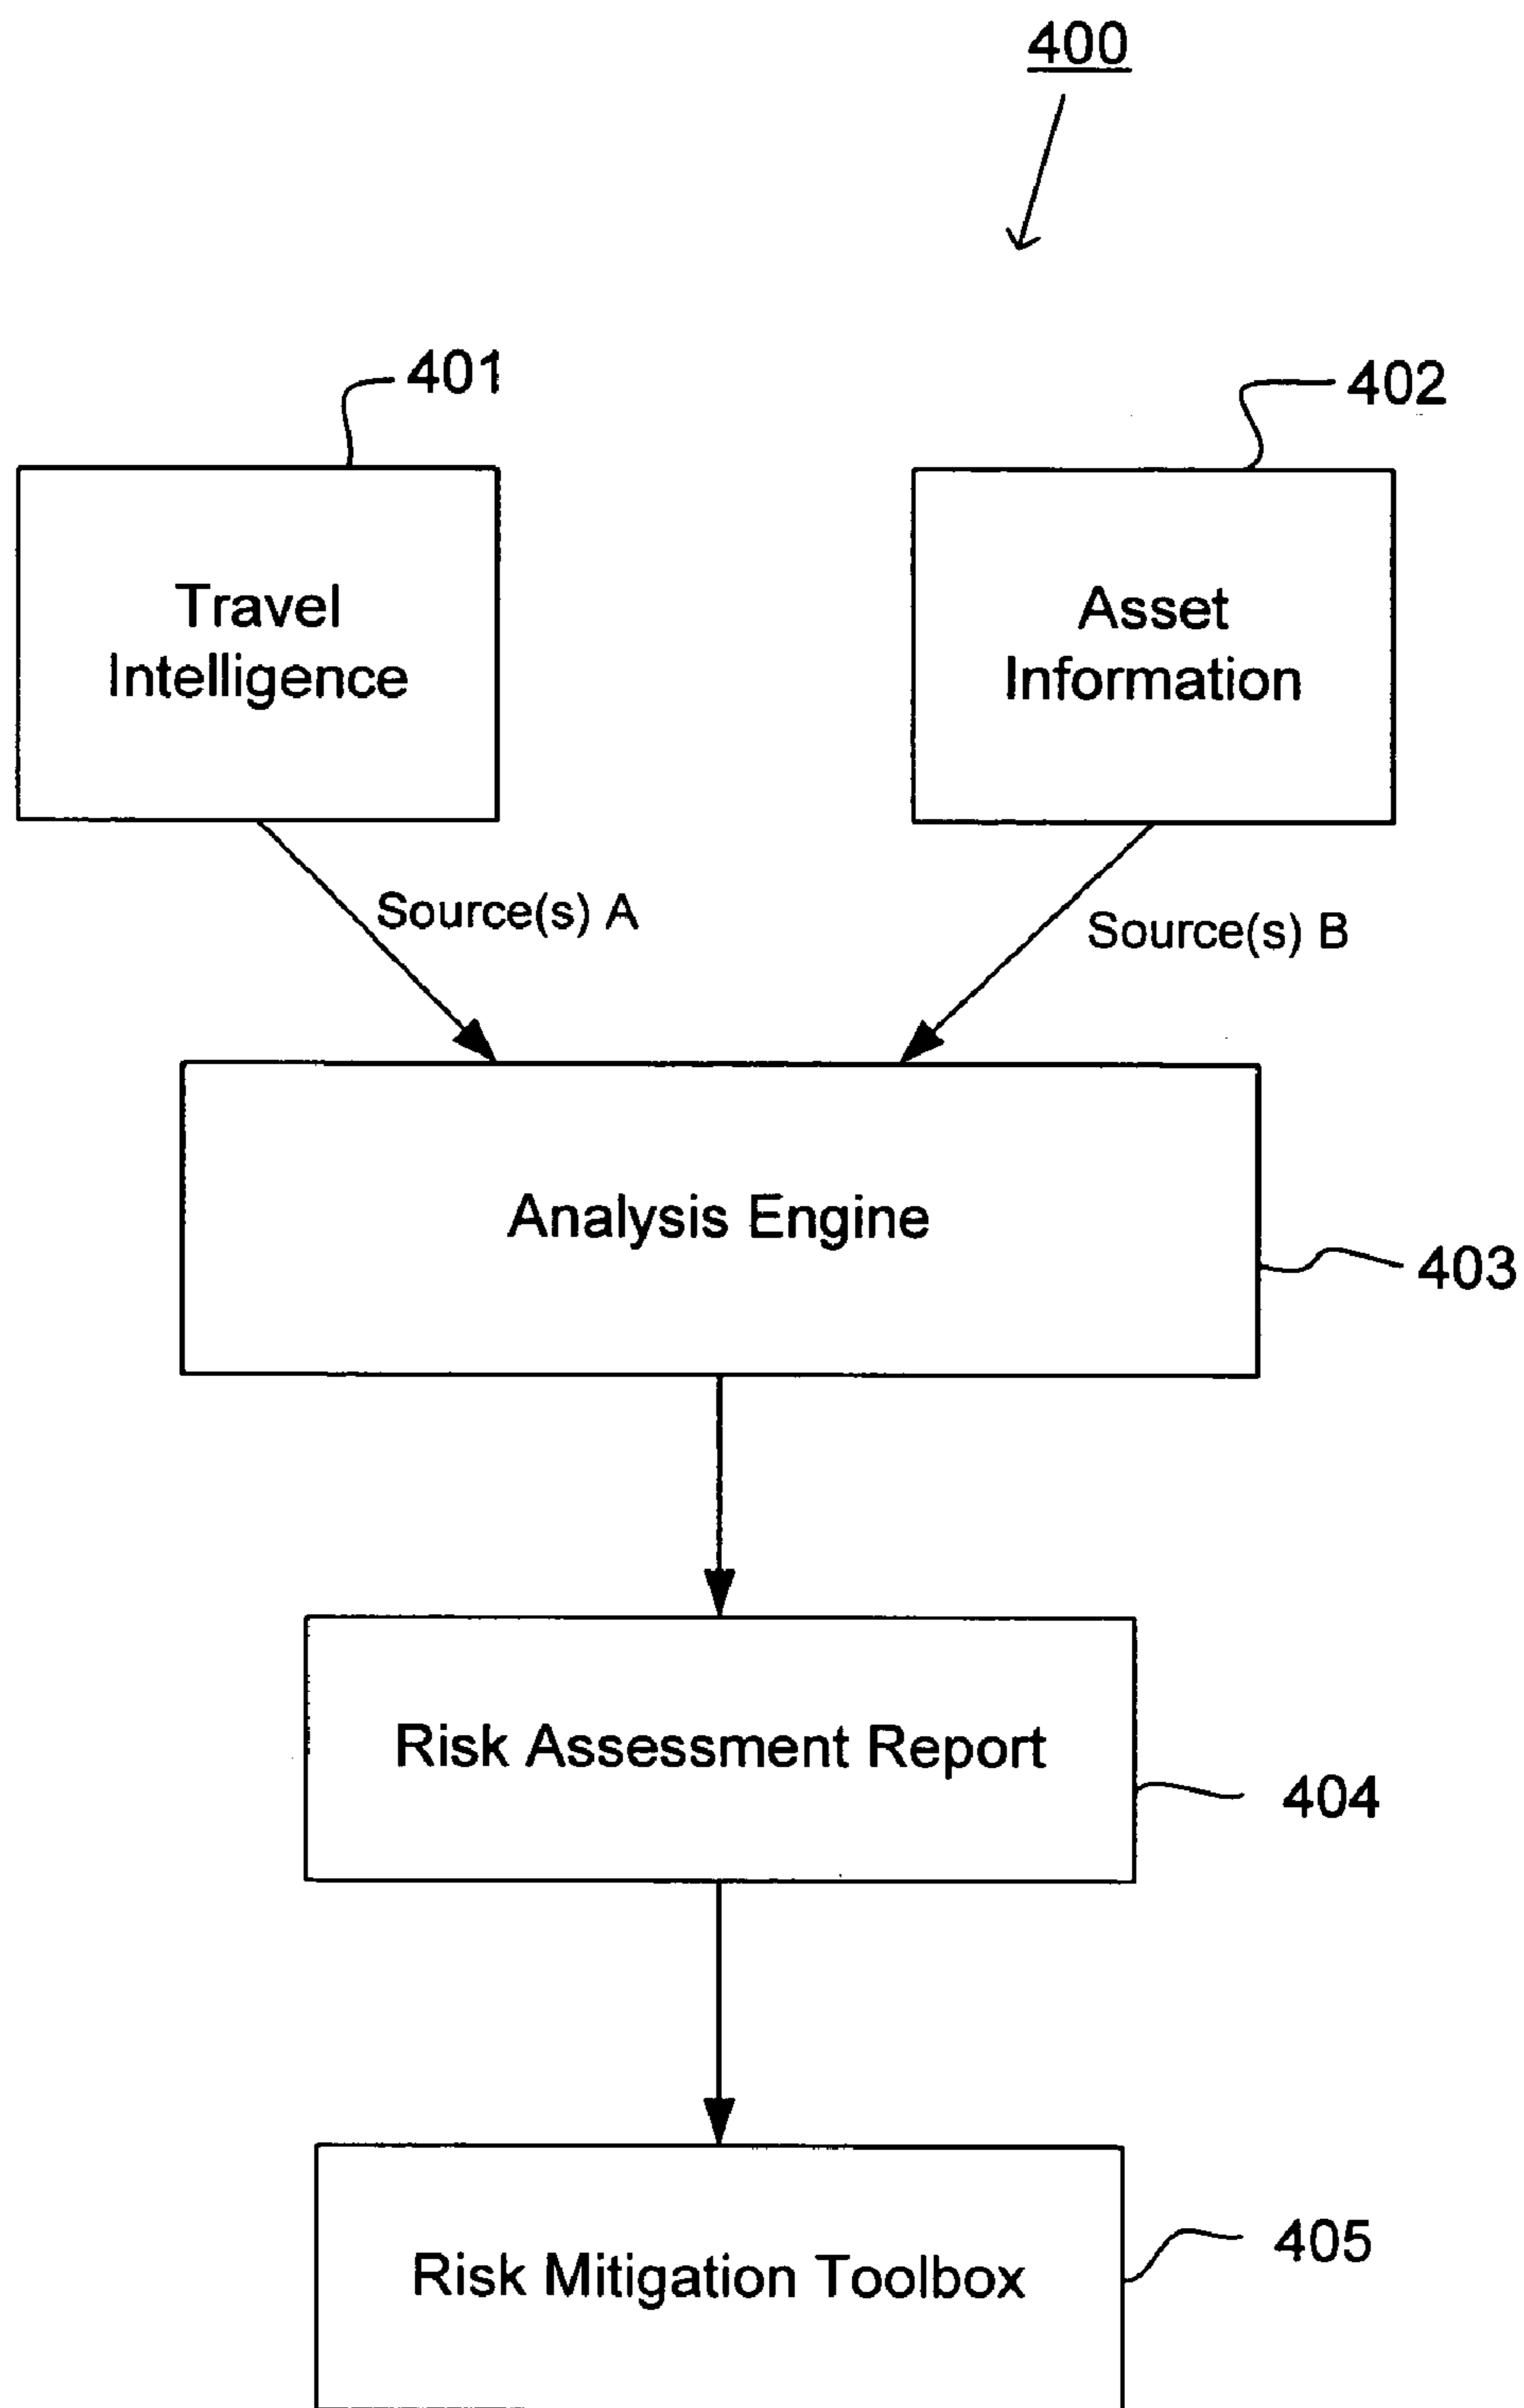 400
401
402
Travel
Intelligence
Asset
Information
Source(s) A
Source(s) B
Analysis Engine
403
Risk Assessment Report
404
Risk Mitigation Toolbox
405